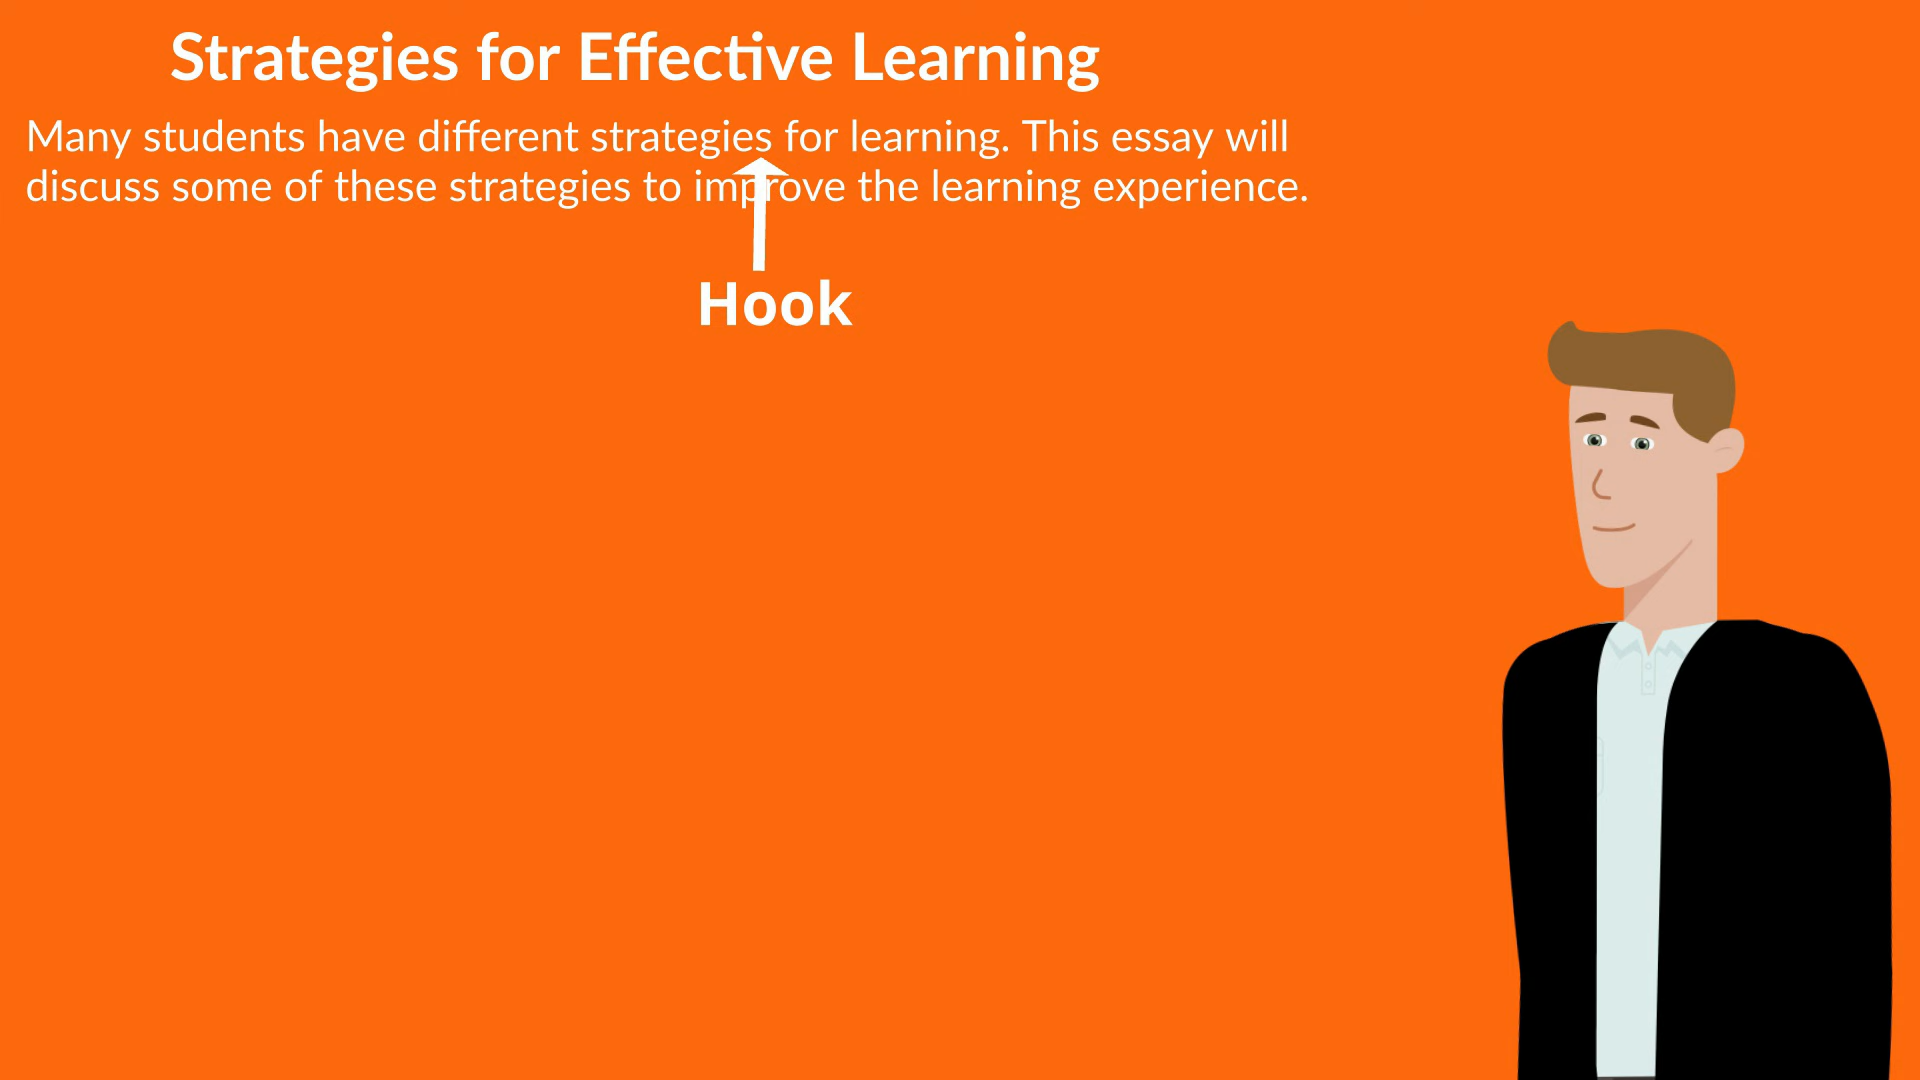 Strategies for Effective Learning
Many students have different strategies for learning. This essay will
discuss some of these strategies to improve the learning experience.
Hook